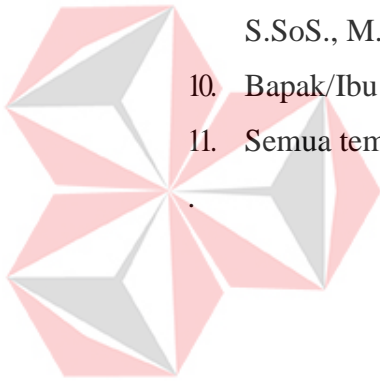 S.SoS., M.
10. Bapak/Ibu
11. Semua tem
.